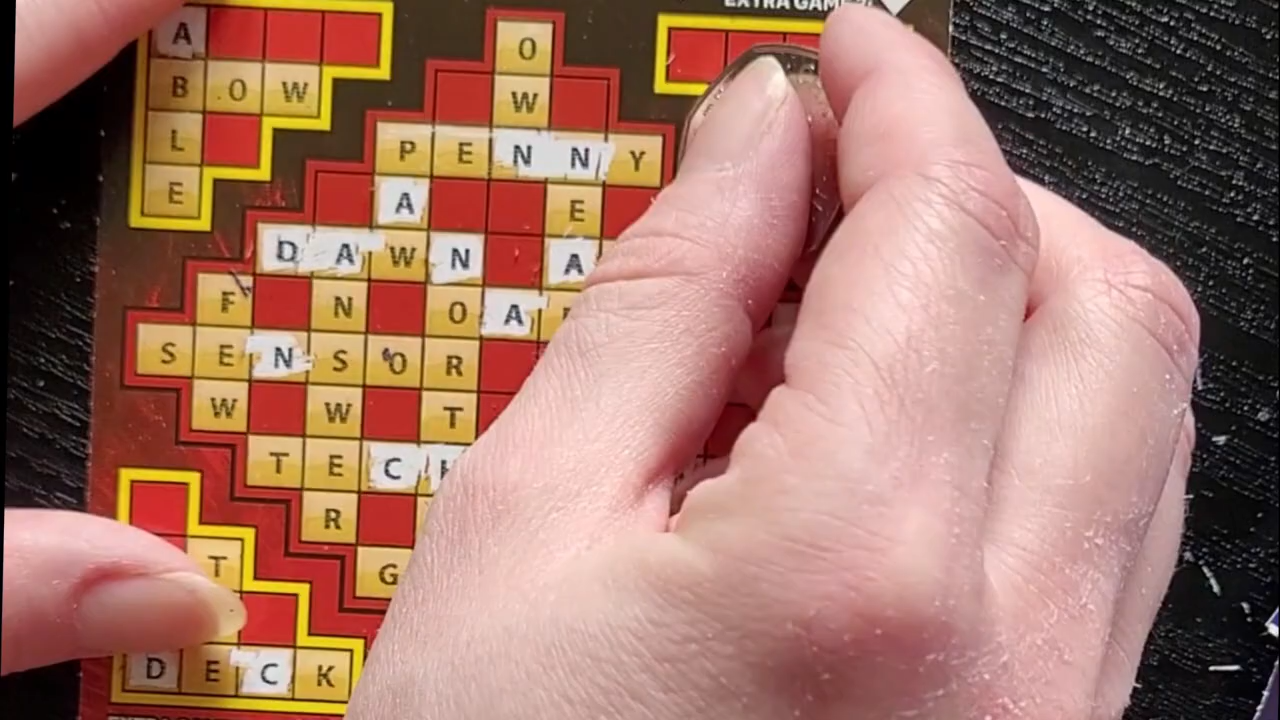 EXTRA GAME
A
O
B O W
W
L
P E N N Y
E
A
E
D A W N
A
F
N
O A
S E N S O R
W
W
T
T E C
R
T
G
D E C K